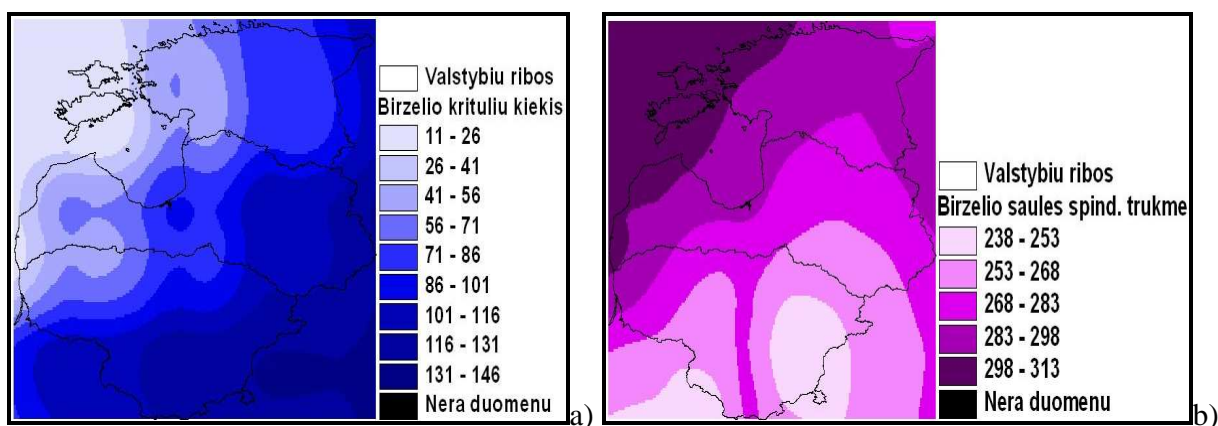 Valstybiu ribos
Birzelio krituliu kiekis
11 - 26
26 - 41
41 - 56
56 - 71
71 - 86
86 - 101
101 - 116
116 - 131
131 - 146
Nera duomenu
a)
Valstybiu ribos
Birzelio saules spind. trukme
238 - 253
253 - 268
268 - 283
283 - 298
298 - 313
Nera duomenu
b)